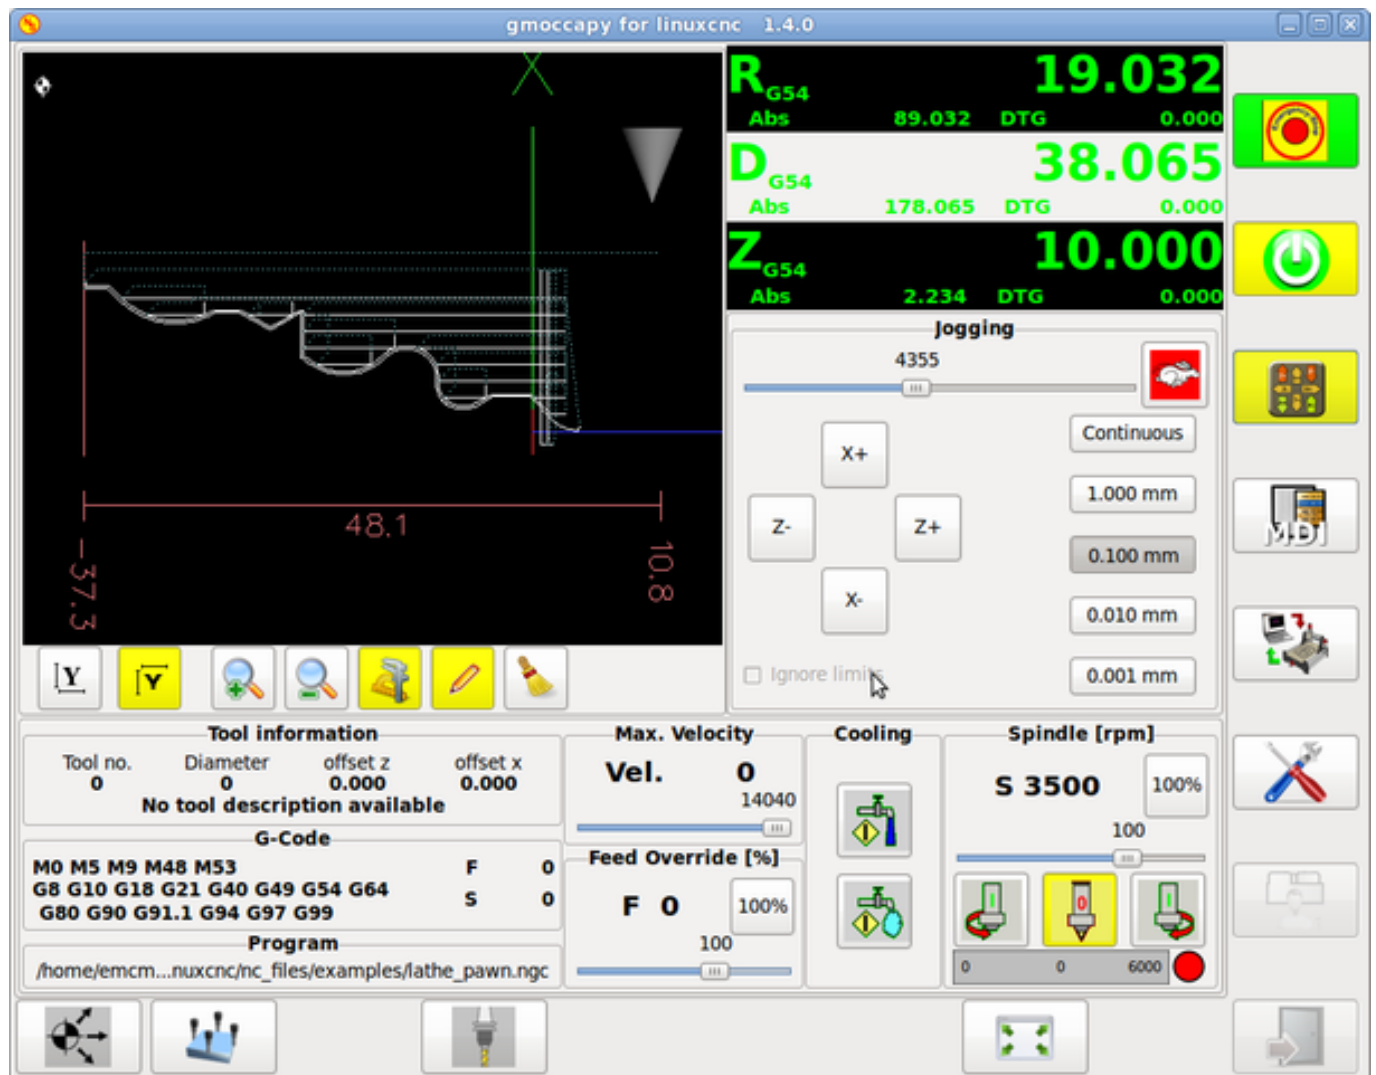 gmoccapy for linuxcnc 1.4.0
X
R G54 19.032
Abs 89.032 DTG 0.000
D G54 38.065
Abs 178.065 DTG 0.000
Z G54 10.000
Abs 2.234 DTG 0.000
48.1
-37.3
10.8
Jogging
4355
Continuous
X+
1.000 mm
Z- Z+
0.100 mm
X-
0.010 mm
Ignore limits
0.001 mm
Y
Y
MDI
Tool information
Tool no. Diameter offset z offset x
0 0 0.000 0.000
No tool description available
G-Code
M0 M5 M9 M48 M53 F 0
G8 G10 G18 G21 G40 G49 G54 G64 S 0
G80 G90 G91.1 G94 G97 G99
Program
/home/emcm...nuxcnc/nc_files/examples/lathe_pawn.ngc
Max. Velocity
Vel. 0
14040
Feed Override [%]
F 0 100%
100
Cooling
Spindle [rpm]
S 3500 100%
100
I 0 I
0 0 6000